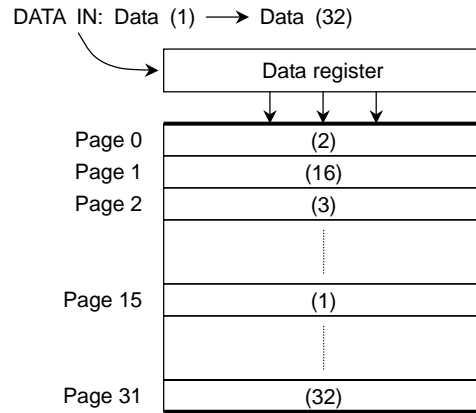 DATA IN: Data (1) Data (32)
Data register
Page 0 (2)
Page 1 (16)
Page 2 (3)
Page 15 (1)
Page 31 (32)